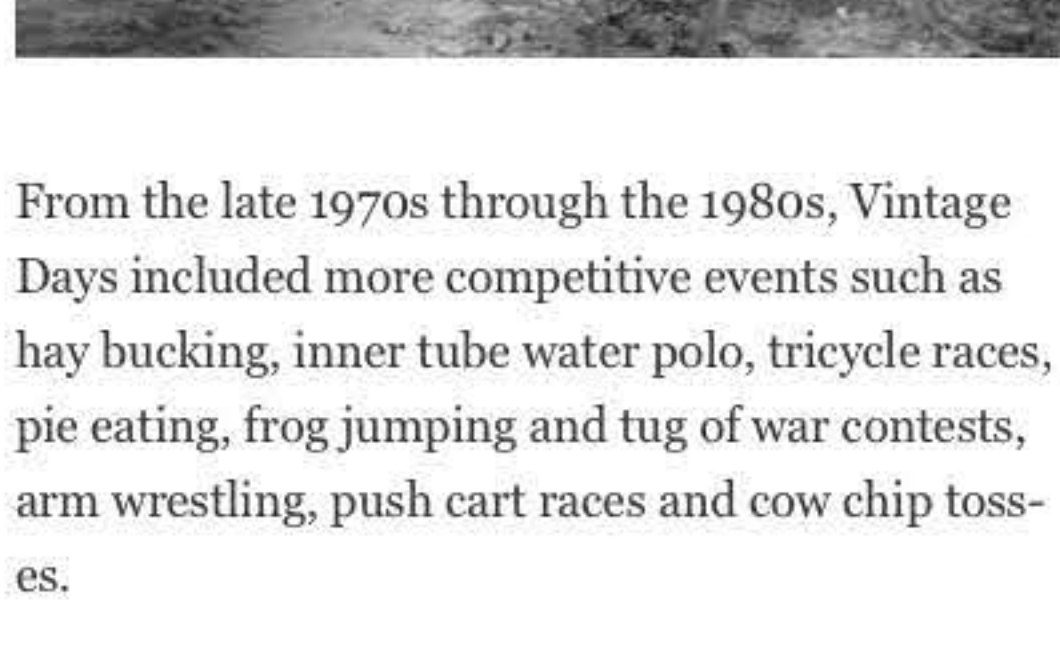 From the late 1970s through the 1980s, Vintage
Days included more competitive events such as
hay bucking, inner tube water polo, tricycle races,
pie eating, frog jumping and tug of war contests,
arm wrestling, push cart races and cow chip toss-
es.